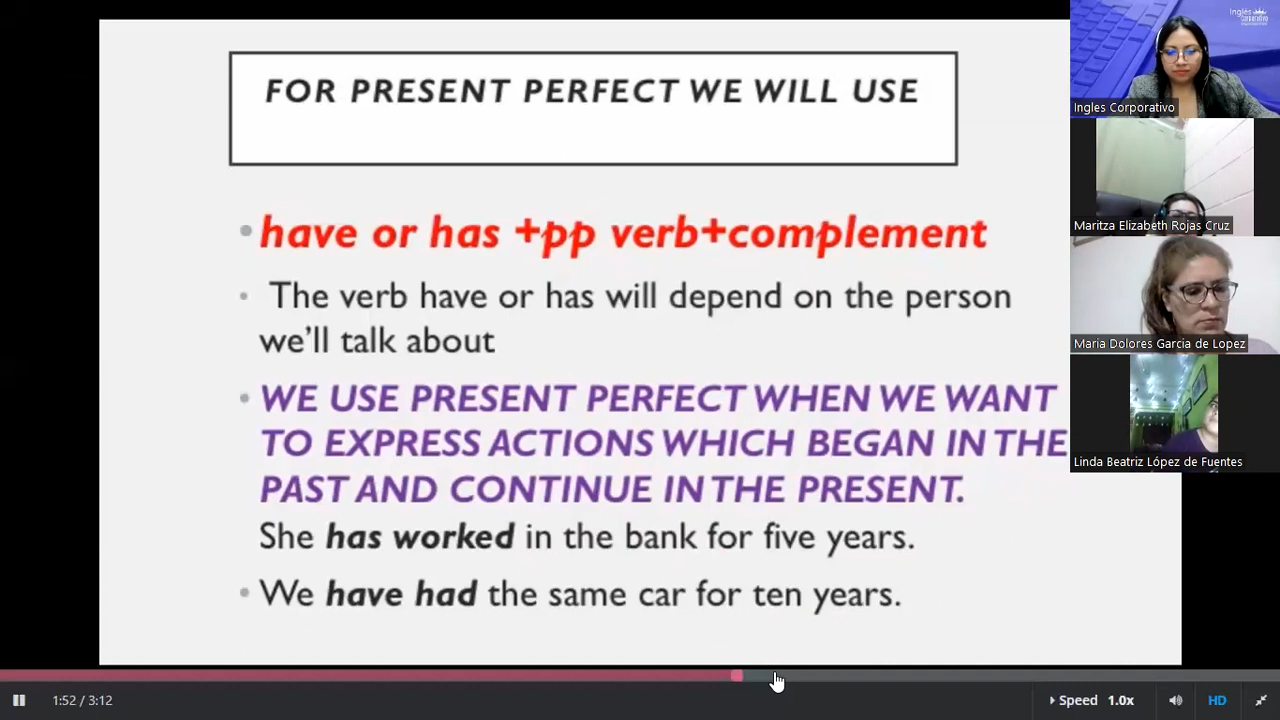 FOR PRESENT PERFECT WE WILL USE
• have or has +pp verb+complement
• The verb have or has will depend on the person
we'll talk about
• WE USE PRESENT PERFECT WHEN WE WANT
TO EXPRESS ACTIONS WHICH BEGAN IN THE
PAST AND CONTINUE IN THE PRESENT.
She has worked in the bank for five years.
• We have had the same car for ten years.
Inglés
corporativo
Ingles Corporativo
Maritza Elizabeth Rojas Cruz
Maria Dolores Garcia de Lopez
Linda Beatriz López de Fuentes
1:52 / 3:12
Speed 1.0x
HD